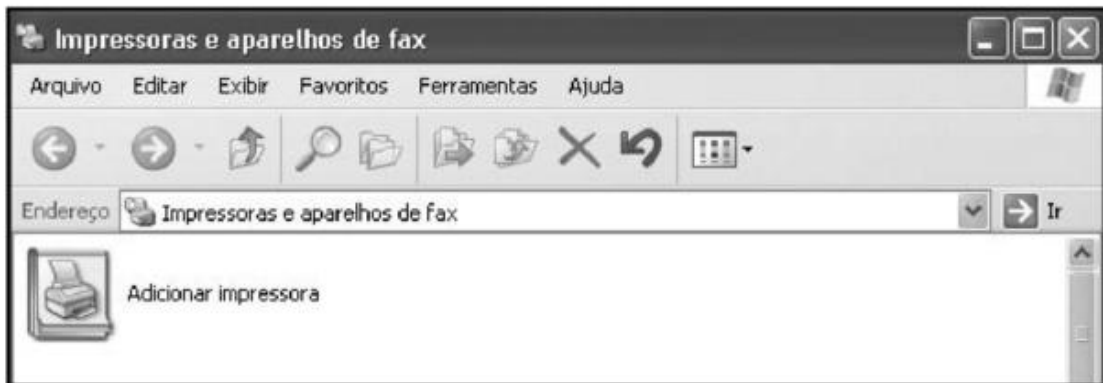 Impressoras e aparelhos de fax
Arquivo Editar Exibir Favoritos Ferramentas Ajuda
Endereço Impressoras e aparelhos de fax Ir
Adicionar impressora